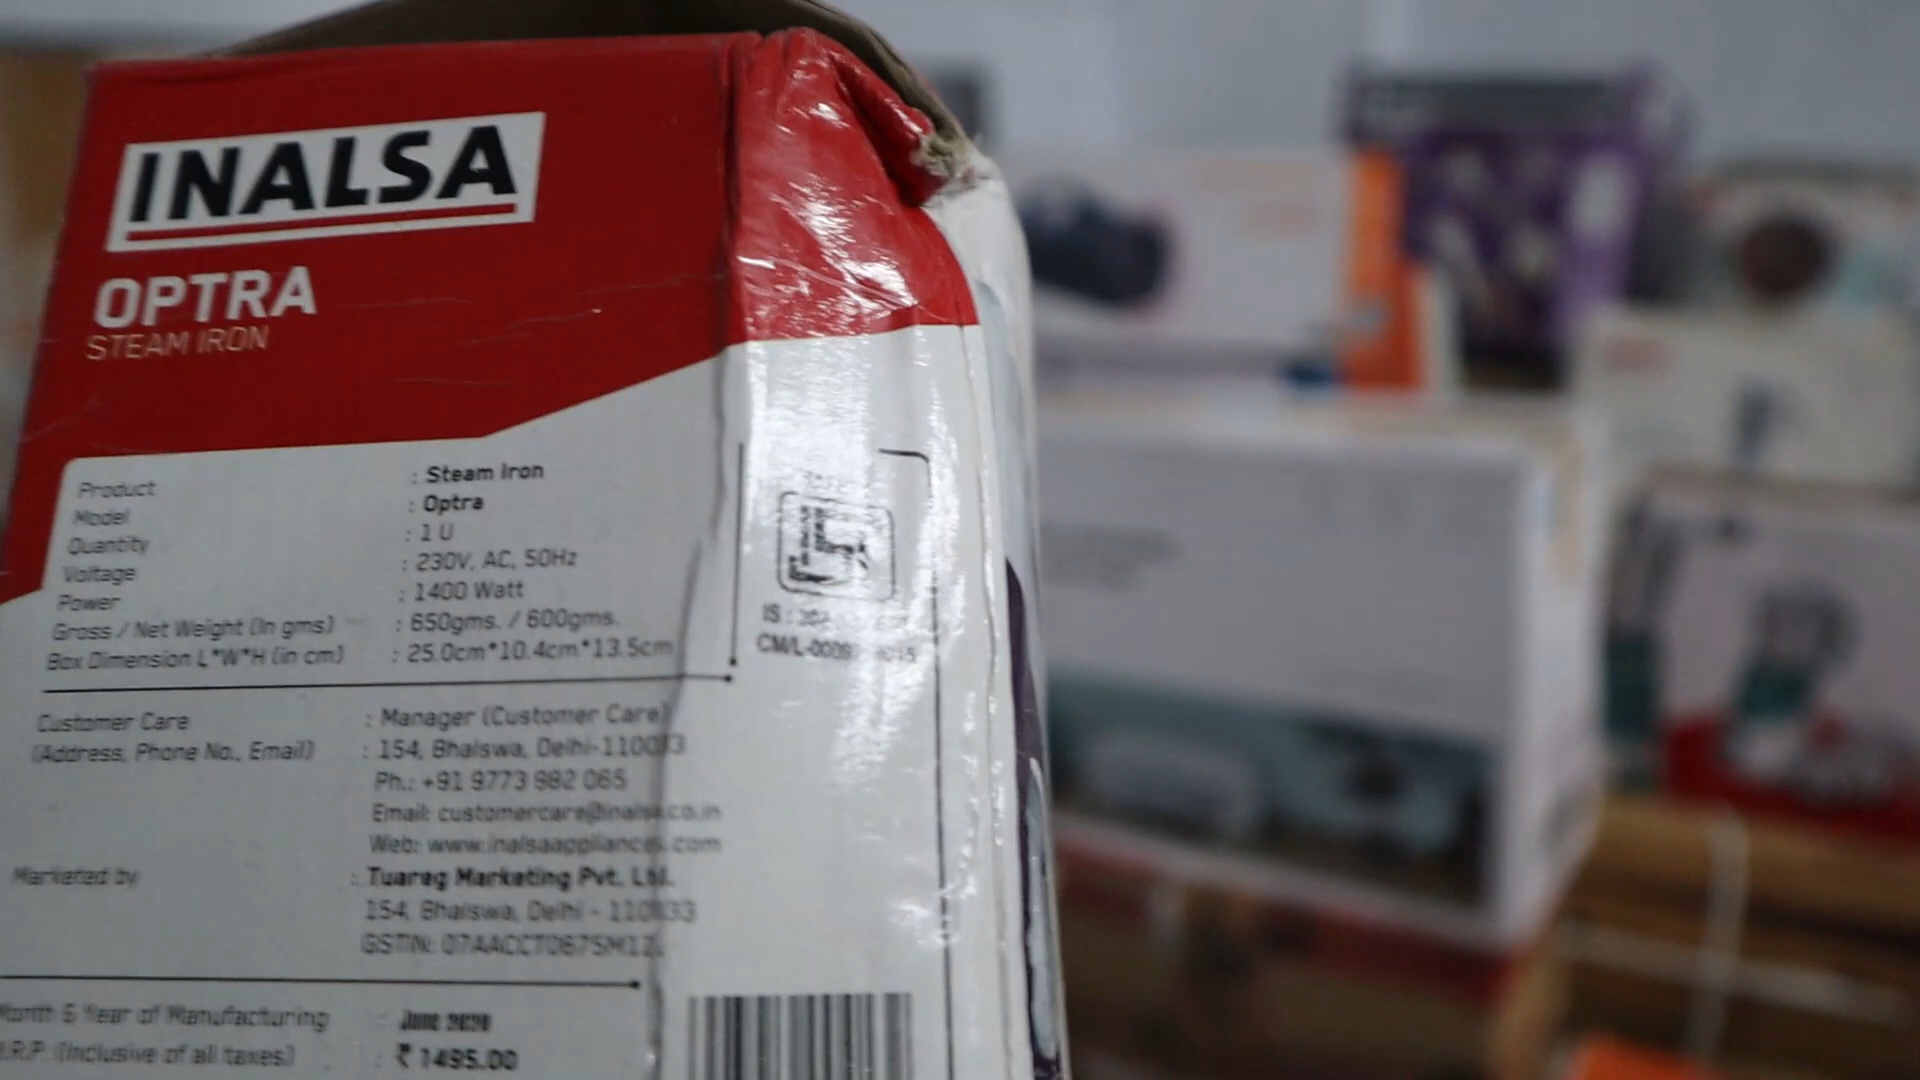 INALSA
OPTRA
STEAM IRON
Product : Steam Iron
Model : Optra
Quantity : 1 U
Voltage : 230V, AC, 50Hz
Power : 1400 Watt
Gross / Net Weight (in gms) : 650gms. / 600gms.
Box Dimension L*W*H (in cm) : 25.0cm*10.4cm*13.5cm
IS :
Customer Care : Manager (Customer Care)
(Address, Phone No., Email) : 154, Bhalswa, Delhi-110033
Ph.: +91 9773 982 065
Email: customercare@inalsa.co.in
Web: www.inalsaappliances.com
Marketed by : Tuareg Marketing Pvt. Ltd.
154, Bhalswa, Delhi - 110033
GSTIN:
Month & Year of Manufacturing : June 2020
M.R.P. (Inclusive of all taxes) : ₹ 1495.00